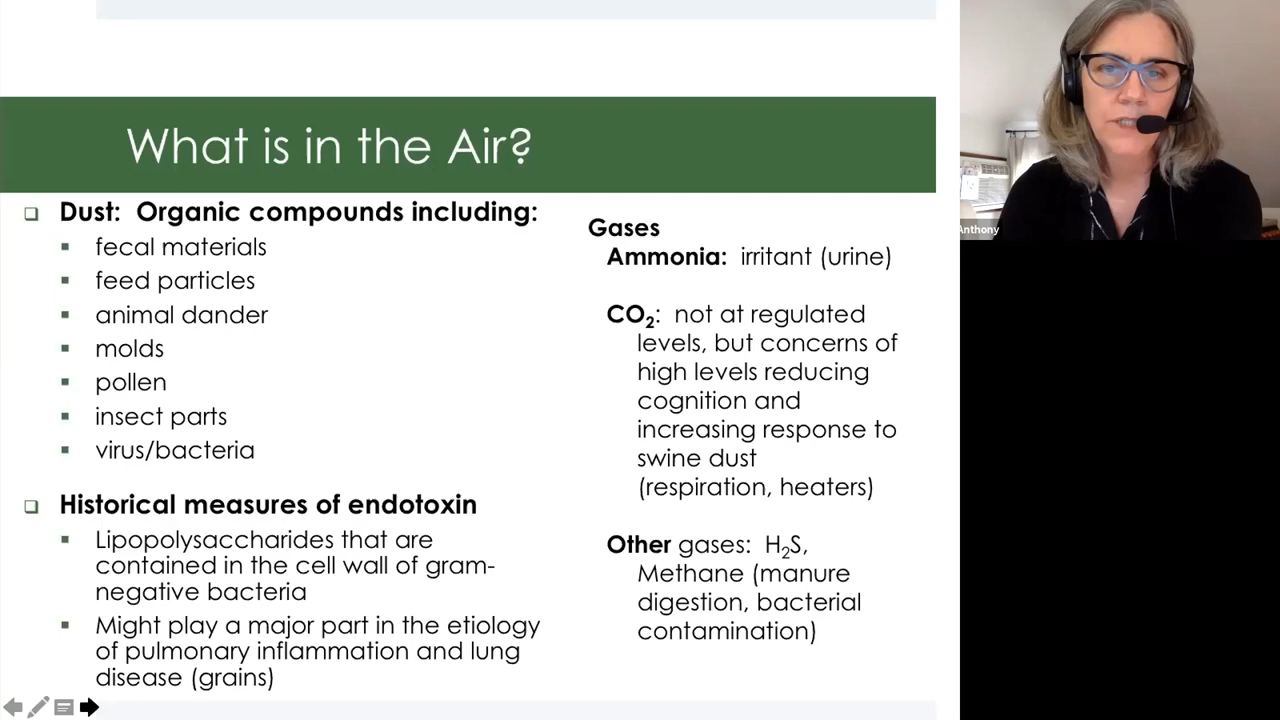 What is in the Air?
Dust: Organic compounds including:
fecal materials
feed particles
animal dander
molds
pollen
insect parts
virus/bacteria
Historical measures of endotoxin
Lipopolysaccharides that are
contained in the cell wall of gram-
negative bacteria
Might play a major part in the etiology
of pulmonary inflammation and lung
disease (grains)
Gases
Ammonia: irritant (urine)
CO₂: not at regulated
levels, but concerns of
high levels reducing
cognition and
increasing response to
swine dust
(respiration, heaters)
Other gases: H₂S,
Methane (manure
digestion, bacterial
contamination)
Anthony